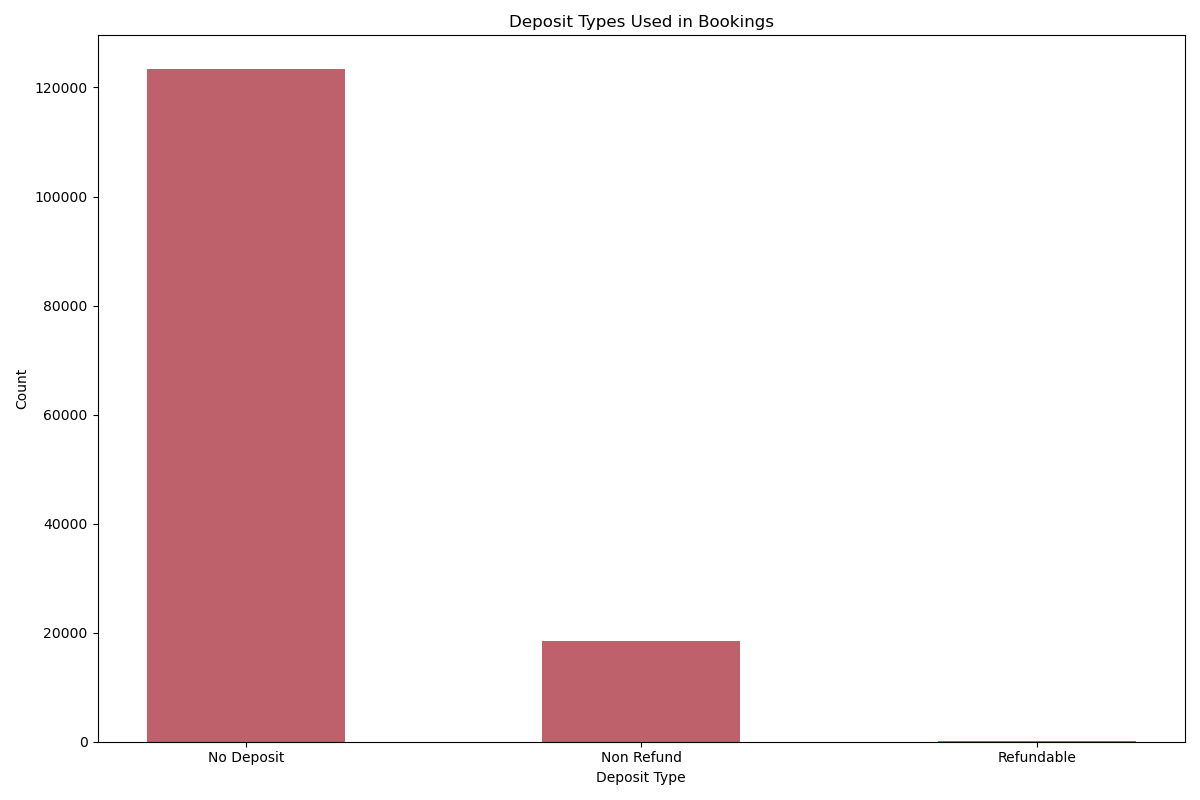 Deposit Types Used in Bookings
120000
100000
80000
60000
40000
20000
0
Count
No Deposit
Non Refund
Refundable
Deposit Type